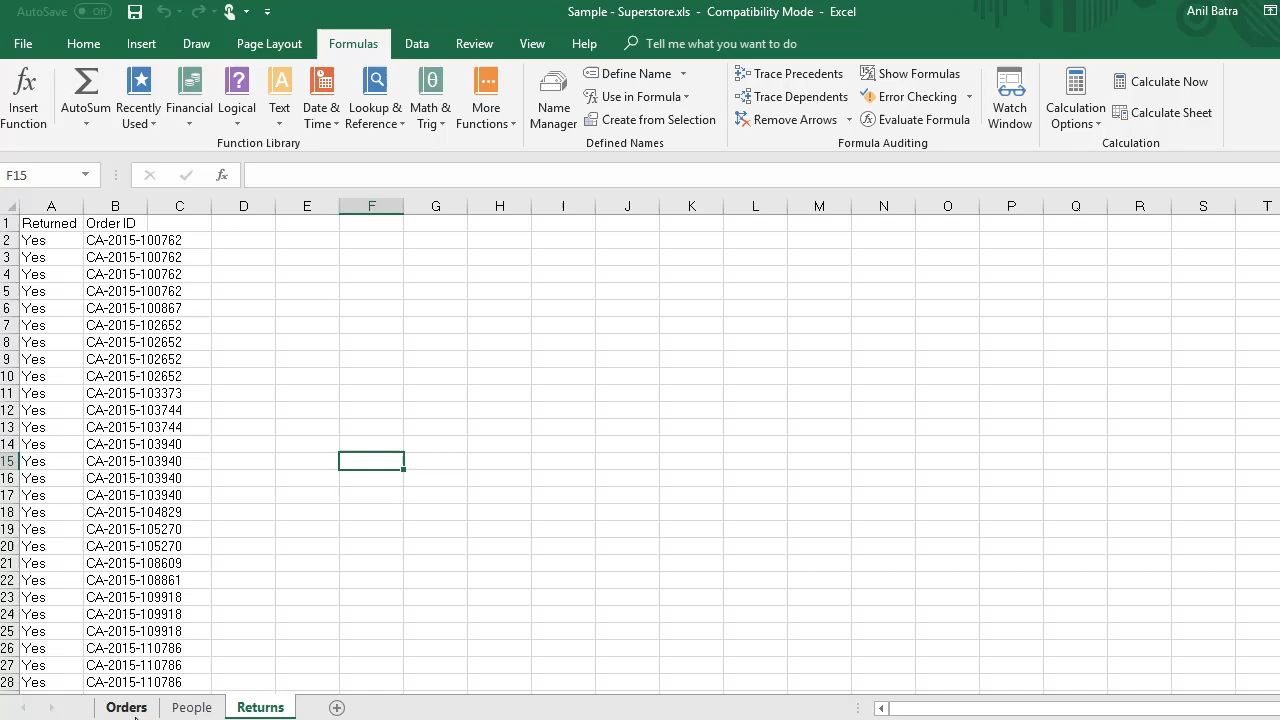 AutoSave Off Sample - Superstore.xls - Compatibility Mode - Excel Anil Batra
File Home Insert Draw Page Layout Formulas Data Review View Help Tell me what you want to do
Insert Function AutoSum Recently Used Financial Logical Text Date & Time Lookup & Reference Math & Trig More Functions
Function Library
Name Manager
Define Name
Use in Formula
Create from Selection
Defined Names
Trace Precedents Show Formulas
Trace Dependents Error Checking
Remove Arrows Evaluate Formula
Watch Window
Formula Auditing
Calculation Options
Calculate Now
Calculate Sheet
Calculation
F15 fx
A B C D E F G H I J K L M N O P Q R S T
1 Returned Order ID
2 Yes CA-2015-100762
3 Yes CA-2015-100762
4 Yes CA-2015-100762
5 Yes CA-2015-100762
6 Yes CA-2015-100867
7 Yes CA-2015-102652
8 Yes CA-2015-102652
9 Yes CA-2015-102652
10 Yes CA-2015-102652
11 Yes CA-2015-103373
12 Yes CA-2015-103744
13 Yes CA-2015-103744
14 Yes CA-2015-103940
15 Yes CA-2015-103940
16 Yes CA-2015-103940
17 Yes CA-2015-103940
18 Yes CA-2015-104829
19 Yes CA-2015-105270
20 Yes CA-2015-105270
21 Yes CA-2015-108609
22 Yes CA-2015-108861
23 Yes CA-2015-109918
24 Yes CA-2015-109918
25 Yes CA-2015-109918
26 Yes CA-2015-110786
27 Yes CA-2015-110786
28 Yes CA-2015-110786
Orders People Returns